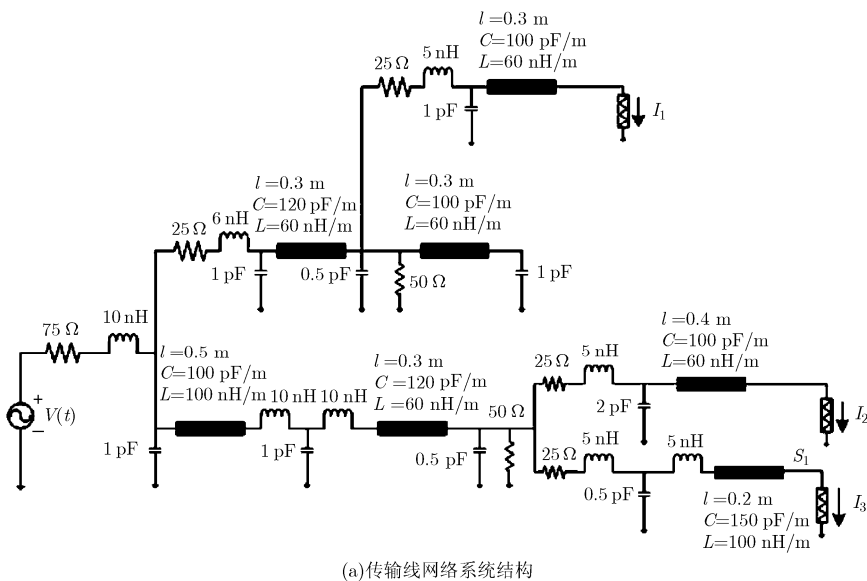 l=0.3 m
C=100 pF/m
L=60 nH/m
5 nH
25 Ω
1 pF
I1
l=0.3 m
C=120 pF/m
L=60 nH/m
l=0.3 m
C=100 pF/m
L=60 nH/m
6 nH
25 Ω
1 pF
0.5 pF
50 Ω
1 pF
10 nH
75 Ω
V(t)
+
−
l=0.5 m
C=100 pF/m
L=100 nH/m
10 nH
10 nH
1 pF
1 pF
l=0.3 m
C=120 pF/m
L=60 nH/m
50 Ω
0.5 pF
25 Ω
5 nH
2 pF
l=0.4 m
C=100 pF/m
L=60 nH/m
I2
25 Ω
5 nH
0.5 pF
5 nH
S1
l=0.2 m
C=150 pF/m
L=100 nH/m
I3
(a)传输线网络系统结构